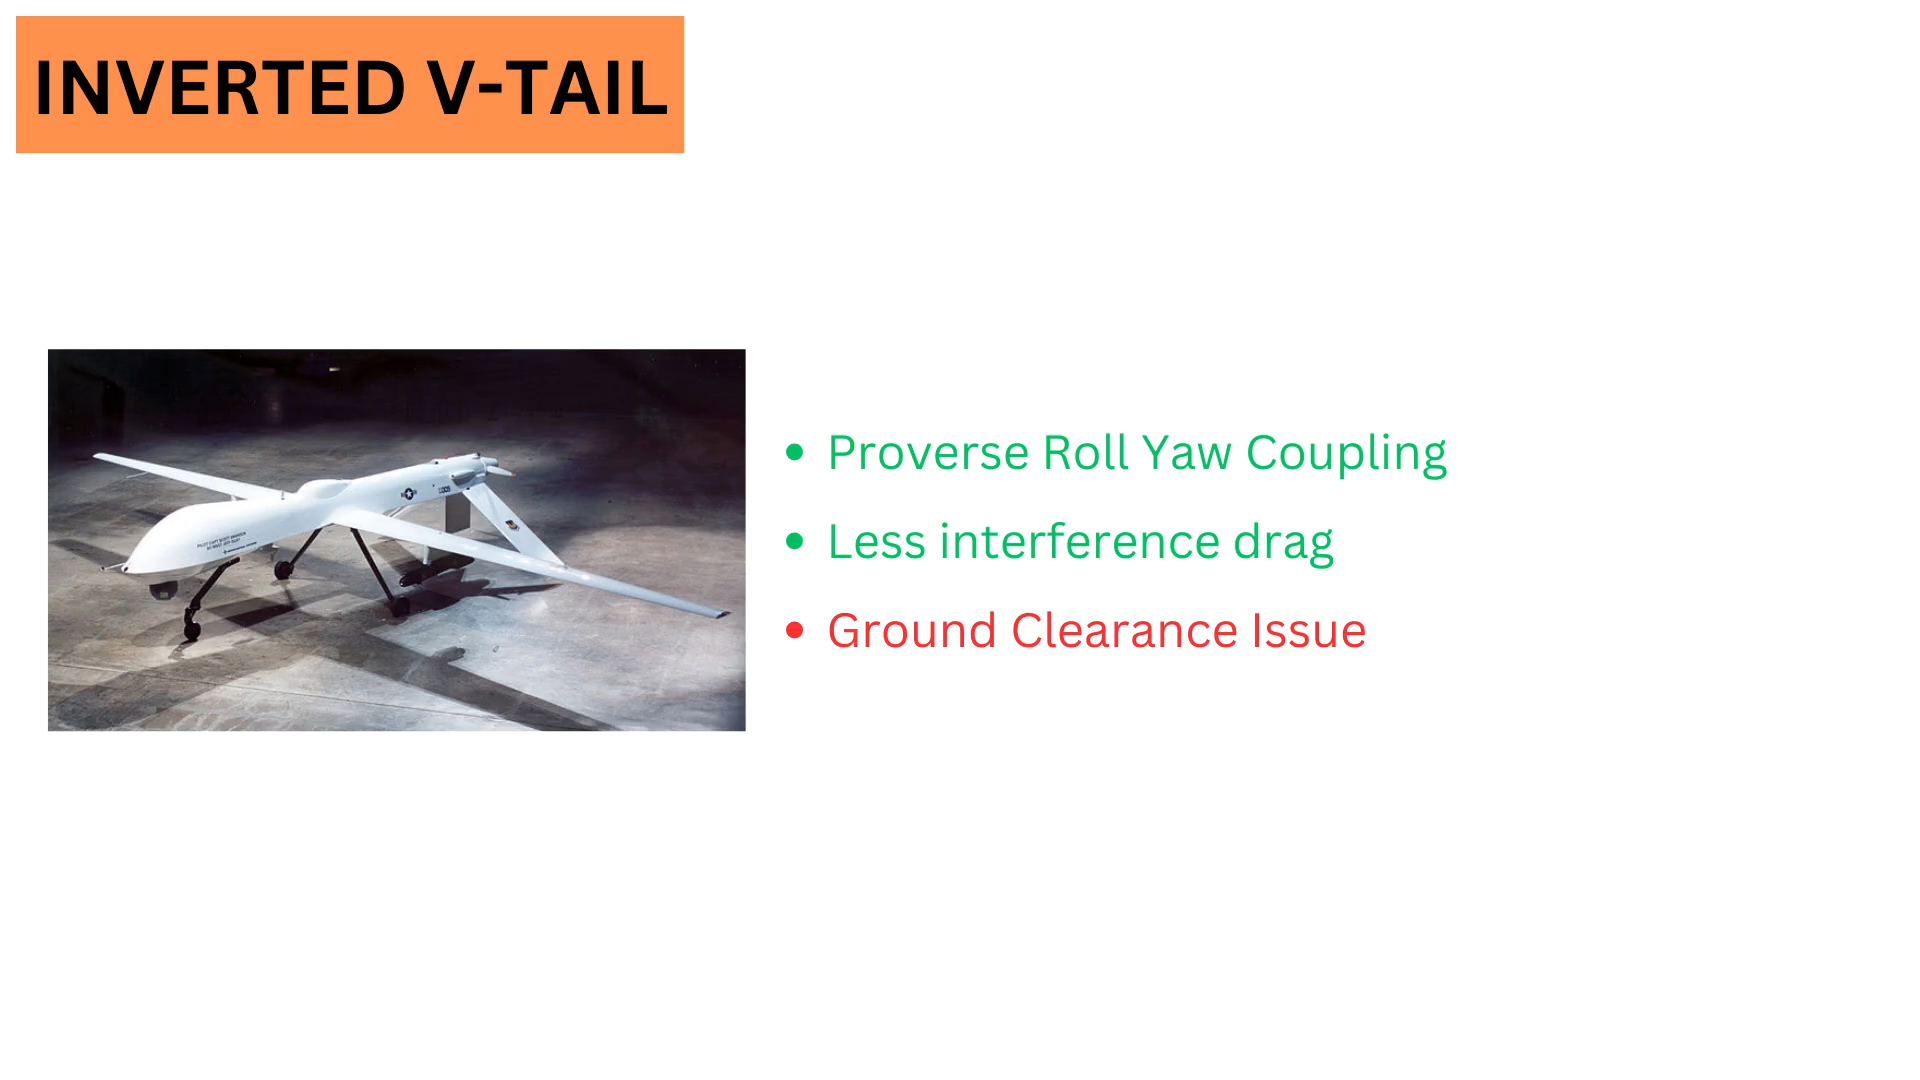 INVERTED V-TAIL
Proverse Roll Yaw Coupling
Less interference drag
Ground Clearance Issue